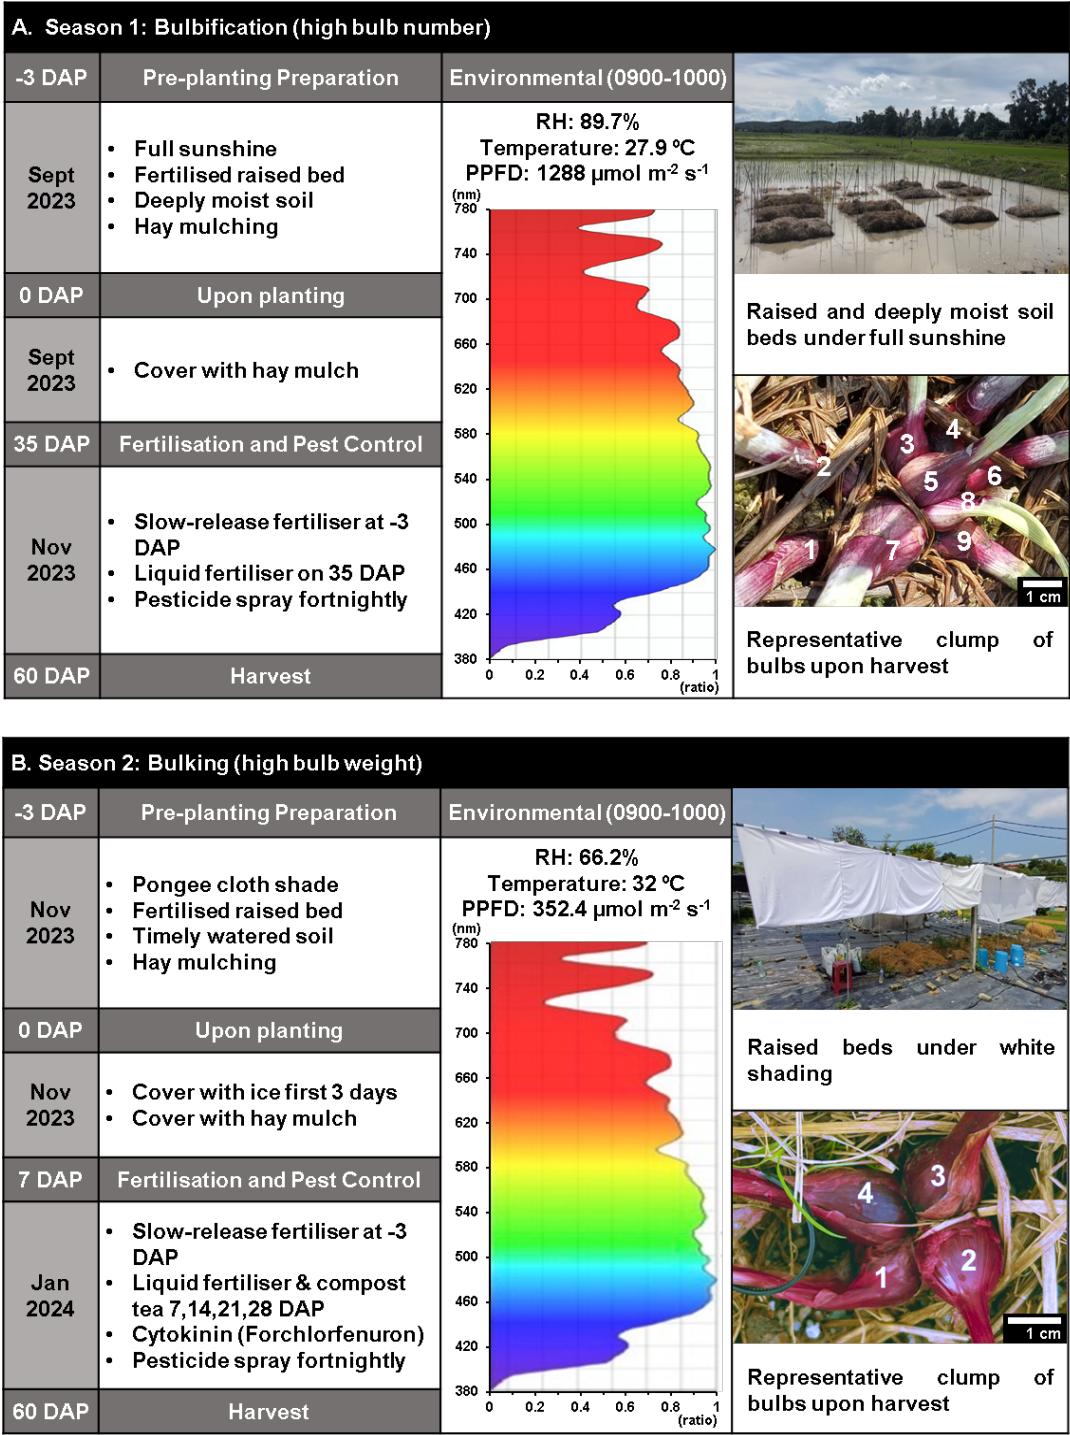 A. Season 1: Bulbification (high bulb number)
-3 DAP
Pre-planting Preparation
Environmental (0900-1000)
Sept
2023
• Full sunshine
• Fertilised raised bed
• Deeply moist soil
• Hay mulching
0 DAP
Upon planting
Sept
2023
• Cover with hay mulch
35 DAP
Fertilisation and Pest Control
Nov
2023
• Slow-release fertiliser at -3
DAP
• Liquid fertiliser on 35 DAP
• Pesticide spray fortnightly
60 DAP
Harvest
RH: 89.7%
Temperature: 27.9 ºC
PPFD: 1288 µmol m⁻² s⁻¹
(nm)
780
740
700
660
620
580
540
500
460
420
380
0 0.2 0.4 0.6 0.8 1
(ratio)
Raised and deeply moist soil
beds under full sunshine
1
2
3
4
5
6
7
8
9
1 cm
Representative clump of
bulbs upon harvest
B. Season 2: Bulking (high bulb weight)
-3 DAP
Pre-planting Preparation
Environmental (0900-1000)
Nov
2023
• Pongee cloth shade
• Fertilised raised bed
• Timely watered soil
• Hay mulching
0 DAP
Upon planting
Nov
2023
• Cover with ice first 3 days
• Cover with hay mulch
7 DAP
Fertilisation and Pest Control
Jan
2024
• Slow-release fertiliser at -3
DAP
• Liquid fertiliser & compost
tea 7,14,21,28 DAP
• Cytokinin (Forchlorfenuron)
• Pesticide spray fortnightly
60 DAP
Harvest
RH: 66.2%
Temperature: 32 ºC
PPFD: 352.4 µmol m⁻² s⁻¹
(nm)
780
740
700
660
620
580
540
500
460
420
380
0 0.2 0.4 0.6 0.8 1
(ratio)
Raised beds under white
shading
1
2
3
4
1 cm
Representative clump of
bulbs upon harvest